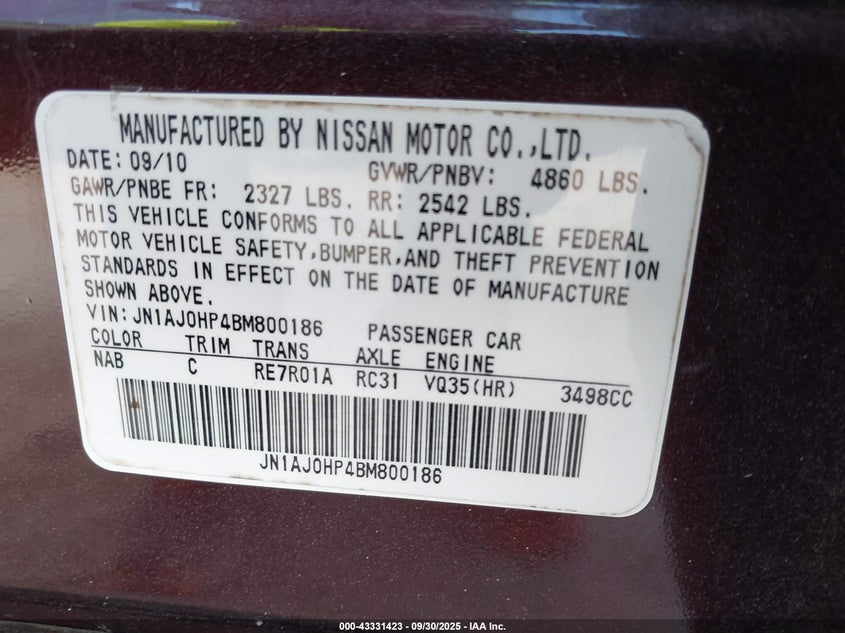 MANUFACTURED BY NISSAN MOTOR CO.,LTD.
DATE: 09/10 GVWR/PNBV: 4860 LBS.
GAWR/PNBE FR: 2327 LBS. RR: 2542 LBS.
THIS VEHICLE CONFORMS TO ALL APPLICABLE FEDERAL
MOTOR VEHICLE SAFETY,BUMPER,AND THEFT PREVENTION
STANDARDS IN EFFECT ON THE DATE OF MANUFACTURE
SHOWN ABOVE.
VIN: JN1AJ0HP4BM800186 PASSENGER CAR
COLOR TRIM TRANS AXLE ENGINE
NAB C RE7R01A RC31 VQ35(HR) 3498CC
JN1AJ0HP4BM800186
000-43331423 - 09/30/2025 - IAA Inc.